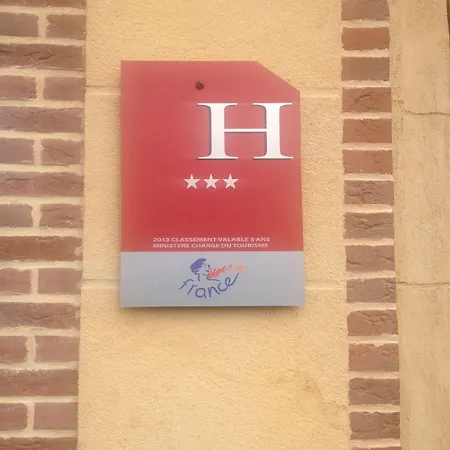 H
2013 CLASSEMENT VALABLE 5 ANS
MINISTERE CHARGE DU TOURISME
france